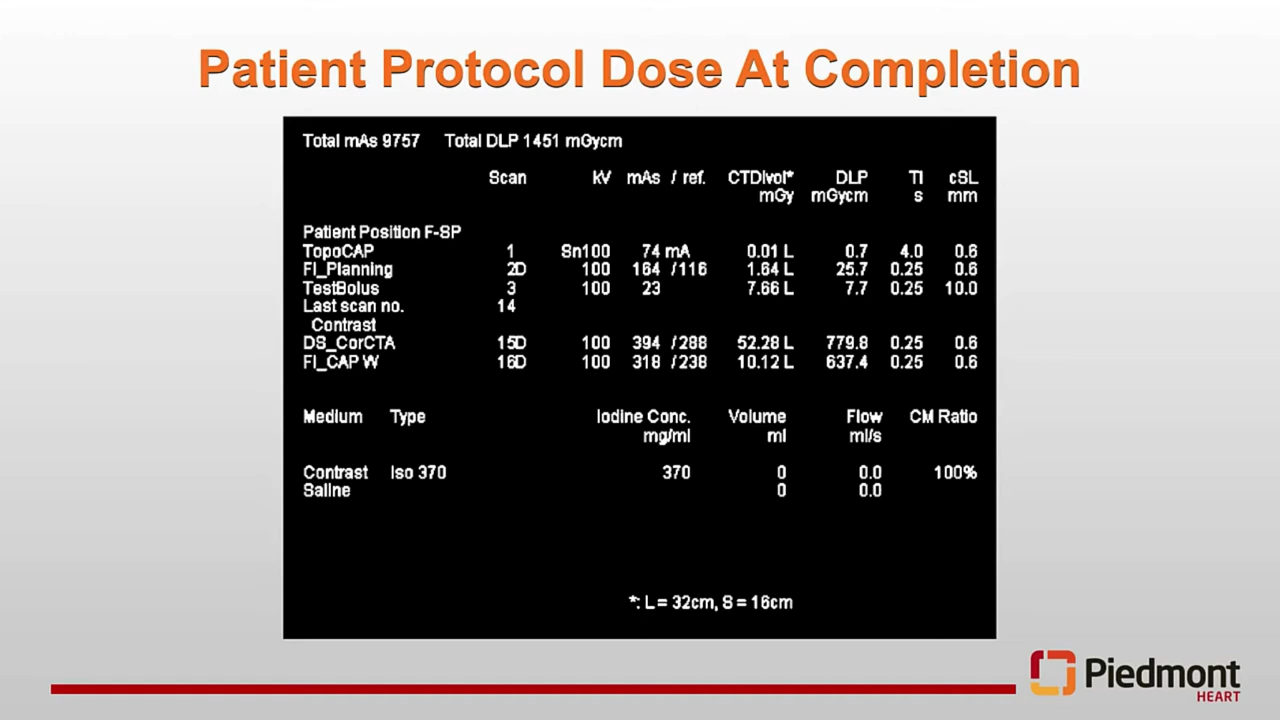 Patient Protocol Dose At Completion
Total mAs 9757 Total DLP 1451 mGycm
Scan kV mAs / ref. CTDIvol* DLP TI cSL
mGy mGycm s mm
Patient Position F-SP
TopoCAP 1 Sn100 74 mA 0.01 L 0.7 4.0 0.6
Fl_Planning 2D 100 164 /116 1.64 L 25.7 0.25 0.6
TestBolus 3 100 23 7.66 L 7.7 0.25 10.0
Last scan no. 14
Contrast
DS_CorCTA 15D 100 394 /288 52.28 L 779.8 0.25 0.6
Fl_CAP W 16D 100 318 /238 10.12 L 637.4 0.25 0.6
Medium Type Iodine Conc. Volume Flow CM Ratio
mg/ml ml ml/s
Contrast Iso 370 370 0 0.0 100%
Saline 0 0.0
*: L = 32cm, S = 16cm
Piedmont
HEART